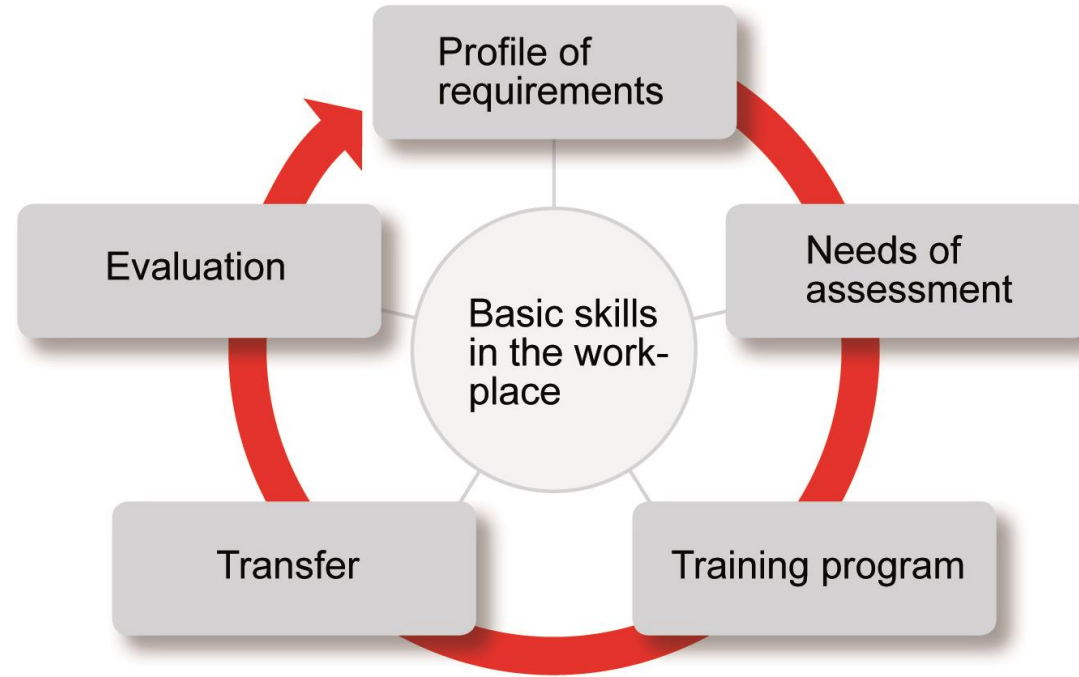 Profile of
requirements
Needs of
assessment
Training program
Transfer
Evaluation
Basic skills
in the work-
place